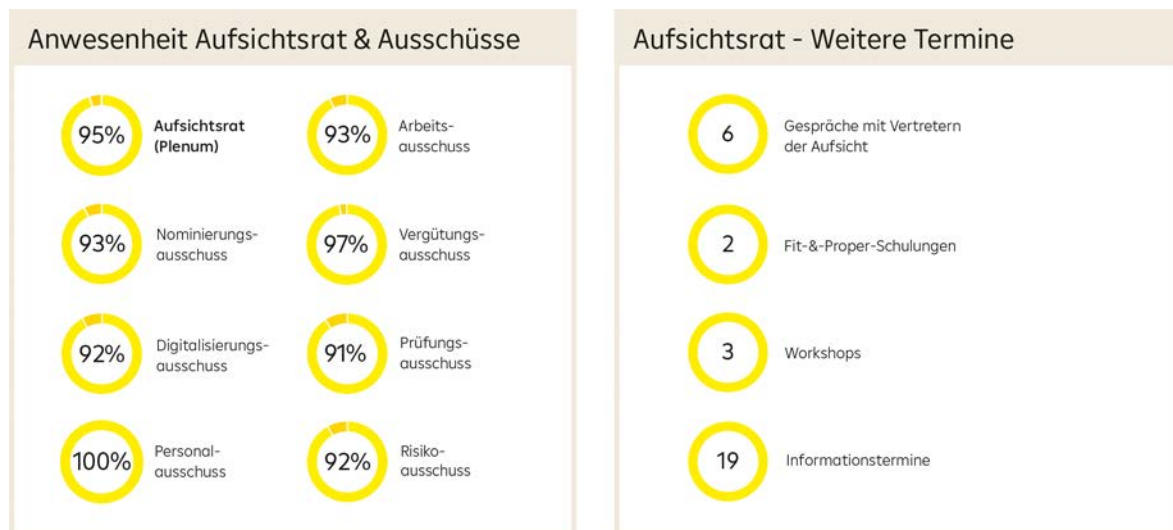 Anwesenheit Aufsichtsrat & Ausschüsse
95%
Aufsichtsrat
(Plenum)
93%
Arbeits-
ausschuss
93%
Nominierungs-
ausschuss
97%
Vergütungs-
ausschuss
92%
Digitalisierungs-
ausschuss
91%
Prüfungs-
ausschuss
100%
Personal-
ausschuss
92%
Risiko-
ausschuss
Aufsichtsrat - Weitere Termine
6
Gespräche mit Vertretern
der Aufsicht
2
Fit-&-Proper-Schulungen
3
Workshops
19
Informationstermine